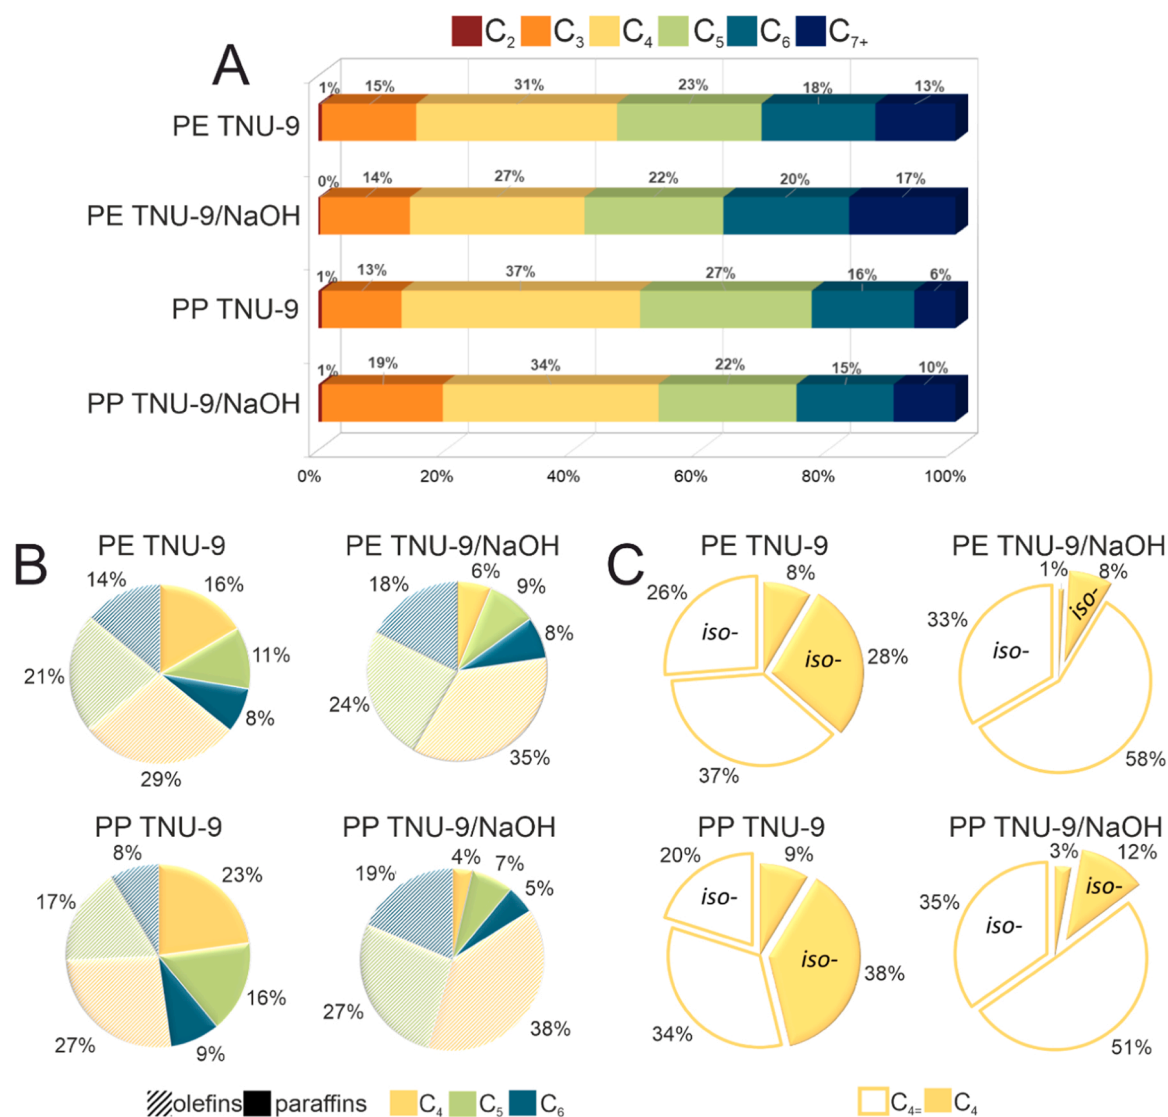 C2 C3 C4 C5 C6 C7+
A
1% 15% 31% 23% 18% 13%
PE TNU-9
0% 14% 27% 22% 20% 17%
PE TNU-9/NaOH
1% 13% 37% 27% 16% 6%
PP TNU-9
1% 19% 34% 22% 15% 10%
PP TNU-9/NaOH
0% 20% 40% 60% 80% 100%
B
PE TNU-9
14% 16%
21% 11%
8%
29%
PE TNU-9/NaOH
18% 6% 9%
8%
24%
35%
PP TNU-9
8% 23%
17%
16%
27% 9%
PP TNU-9/NaOH
19% 4% 7%
5%
27% 38%
olefins paraffins C4 C5 C6
C
PE TNU-9
26% 8%
iso- iso- 28%
37%
PE TNU-9/NaOH
1% 8%
33% iso-
iso-
58%
PP TNU-9
20% 9%
iso-
iso- 38%
34%
PP TNU-9/NaOH
3% 12%
35% iso-
iso-
51%
C4= C4